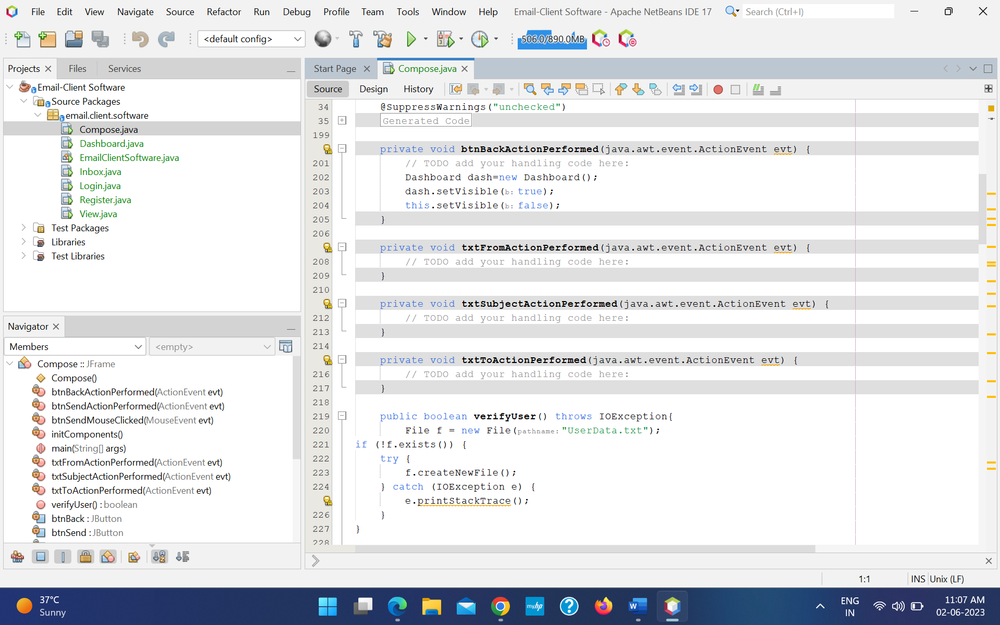 File Edit View Navigate Source Refactor Run Debug Profile Team Tools Window Help Email-Client Software - Apache NetBeans IDE 17 Search (Ctrl+I)
<default config> 506.0/890.0MB
Projects Files Services
Email-Client Software
Source Packages
email.client.software
Compose.java
Dashboard.java
EmailClientSoftware.java
Inbox.java
Login.java
Register.java
View.java
Test Packages
Libraries
Test Libraries
Navigator
Members <empty>
Compose :: JFrame
Compose()
btnBackActionPerformed(ActionEvent evt)
btnSendActionPerformed(ActionEvent evt)
btnSendMouseClicked(MouseEvent evt)
initComponents()
main(String[] args)
txtFromActionPerformed(ActionEvent evt)
txtSubjectActionPerformed(ActionEvent evt)
txtToActionPerformed(ActionEvent evt)
verifyUser() : boolean
btnBack : JButton
btnSend : JButton
Start Page Compose.java
Source Design History
34 @SuppressWarnings("unchecked")
35 Generated Code
199
private void btnBackActionPerformed(java.awt.event.ActionEvent evt) {
201 // TODO add your handling code here:
202 Dashboard dash=new Dashboard();
203 dash.setVisible(b: true);
204 this.setVisible(b: false);
205 }
206
private void txtFromActionPerformed(java.awt.event.ActionEvent evt) {
208 // TODO add your handling code here:
209 }
210
private void txtSubjectActionPerformed(java.awt.event.ActionEvent evt) {
212 // TODO add your handling code here:
213 }
214
private void txtToActionPerformed(java.awt.event.ActionEvent evt) {
216 // TODO add your handling code here:
217 }
218
219 public boolean verifyUser() throws IOException{
220 File f = new File(pathname: "UserData.txt");
221 if (!f.exists()) {
222 try {
223 f.createNewFile();
224 } catch (IOException e) {
e.printStackTrace();
226 }
227 }
228
1:1 INS Unix (LF)
37°C
Sunny
myhp
ENG
IN
11:07 AM
02-06-2023